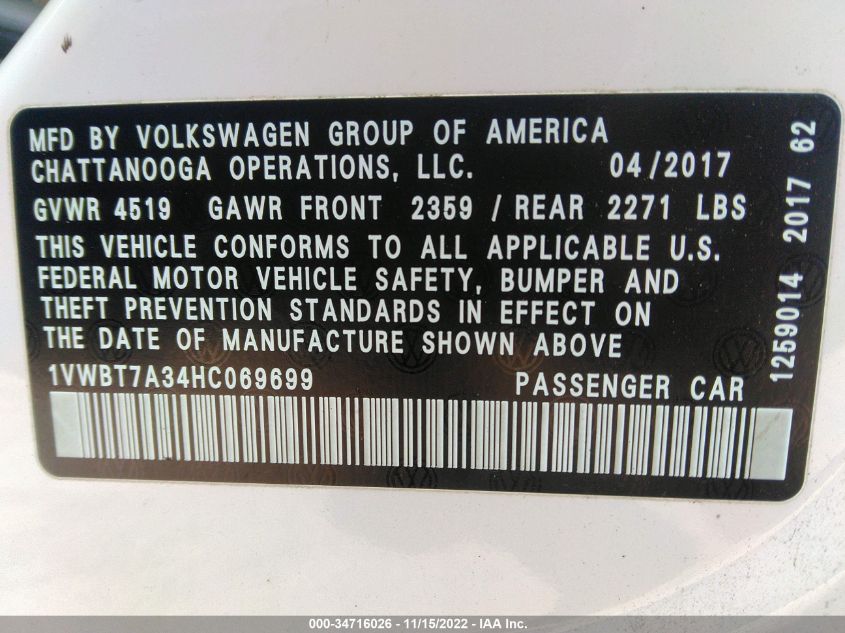 MFD BY VOLKSWAGEN GROUP OF AMERICA
CHATTANOOGA OPERATIONS, LLC. 04/2017
GVWR 4519 GAWR FRONT 2359 / REAR 2271 LBS
THIS VEHICLE CONFORMS TO ALL APPLICABLE U.S.
FEDERAL MOTOR VEHICLE SAFETY, BUMPER AND
THEFT PREVENTION STANDARDS IN EFFECT ON
THE DATE OF MANUFACTURE SHOWN ABOVE
1VWBT7A34HC069699 PASSENGER CAR
1259014 2017 62
000-34716026 - 11/15/2022 - IAA Inc.